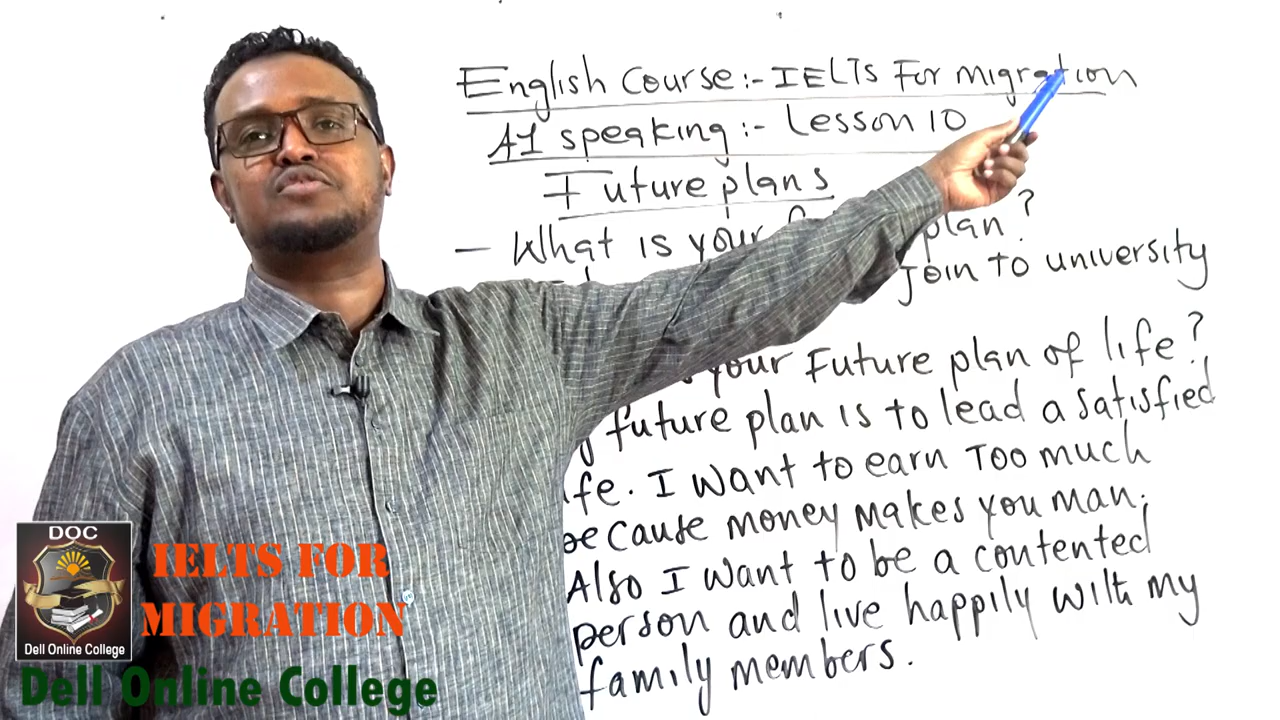 English Course:- IELTS For migration
A1 speaking:- Lesson 10
Future plans
- What is your plan?
Join to university
your Future plan of life?
future plan is to lead a satisfied
fe. I want to earn Too much
because money makes you man.
Also I want to be a contented
person and live happily with my
family members.
DOC
Dell Online College
IELTS FOR
MIGRATION
Dell Online College